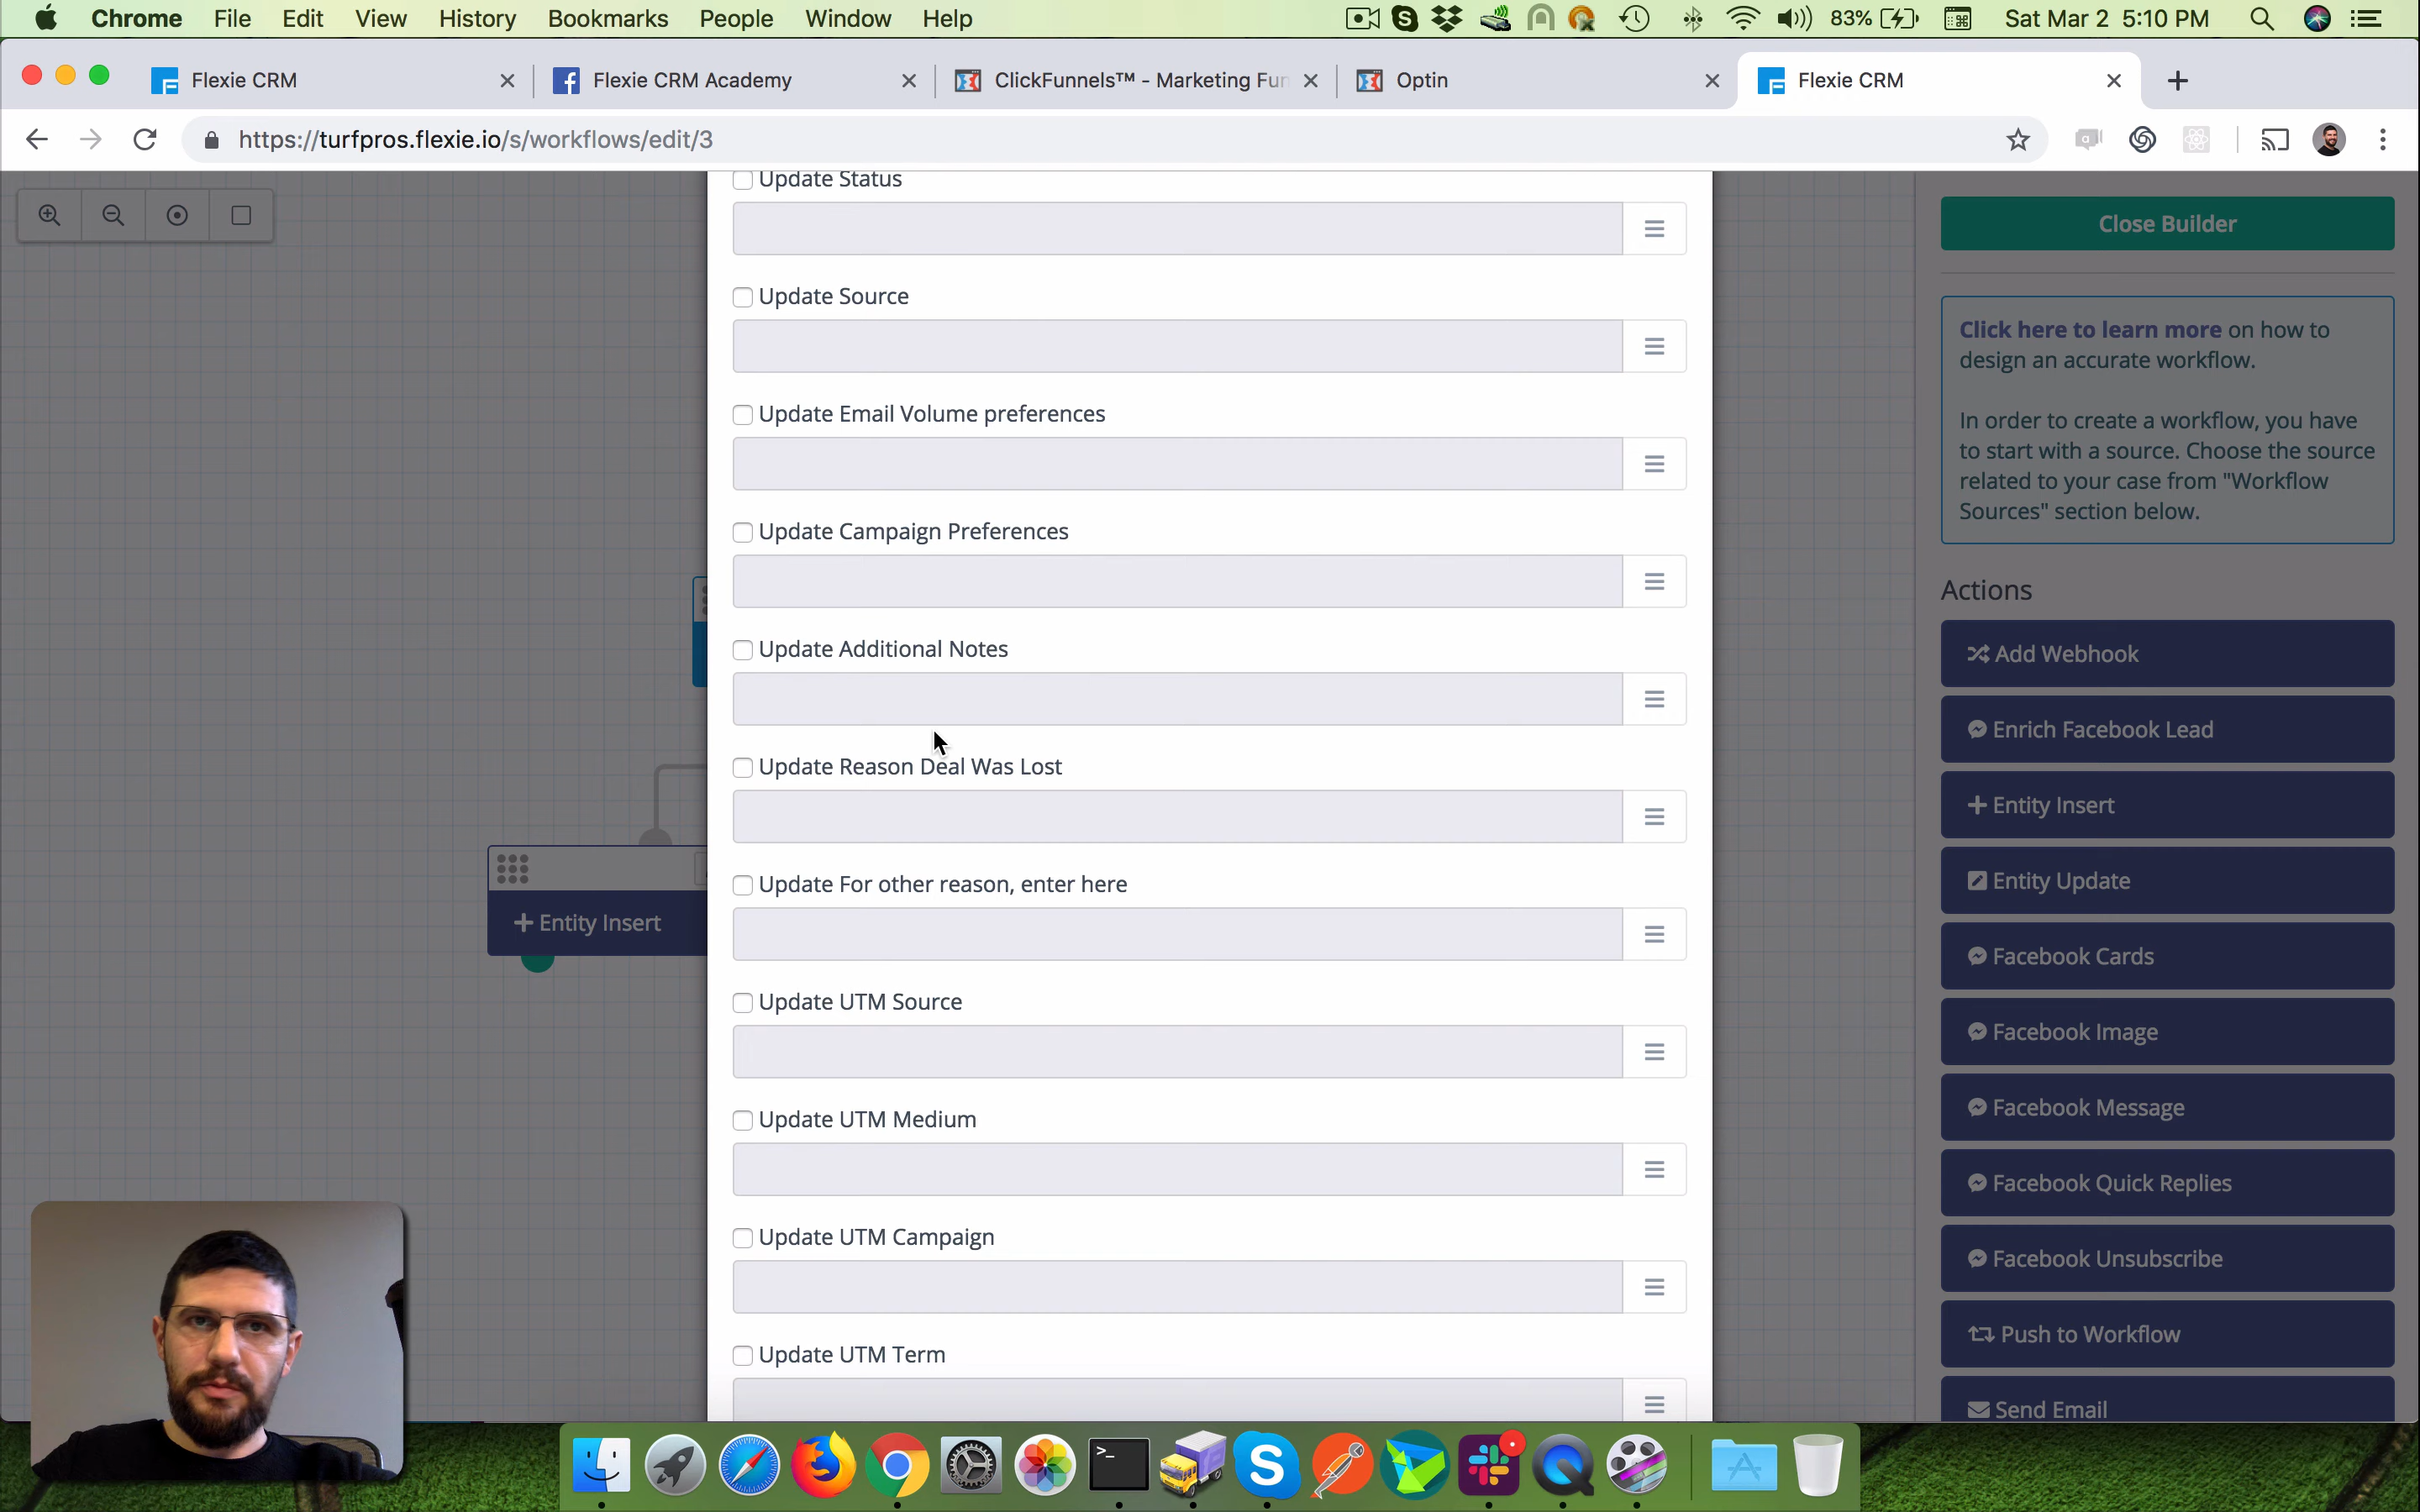 Chrome File Edit View History Bookmarks People Window Help 83% Sat Mar 2 5:10 PM
Flexie CRM Flexie CRM Academy ClickFunnels™ - Marketing Fun Optin Flexie CRM
https://turfpros.flexie.io/s/workflows/edit/3
Update Status
Update Source
Update Email Volume preferences
Update Campaign Preferences
Update Additional Notes
Update Reason Deal Was Lost
Update For other reason, enter here
Update UTM Source
Update UTM Medium
Update UTM Campaign
Update UTM Term
Entity Insert
Close Builder
Click here to learn more on how to
design an accurate workflow.
In order to create a workflow, you have
to start with a source. Choose the source
related to your case from "Workflow
Sources" section below.
Actions
Add Webhook
Enrich Facebook Lead
Entity Insert
Entity Update
Facebook Cards
Facebook Image
Facebook Message
Facebook Quick Replies
Facebook Unsubscribe
Push to Workflow
Send Email